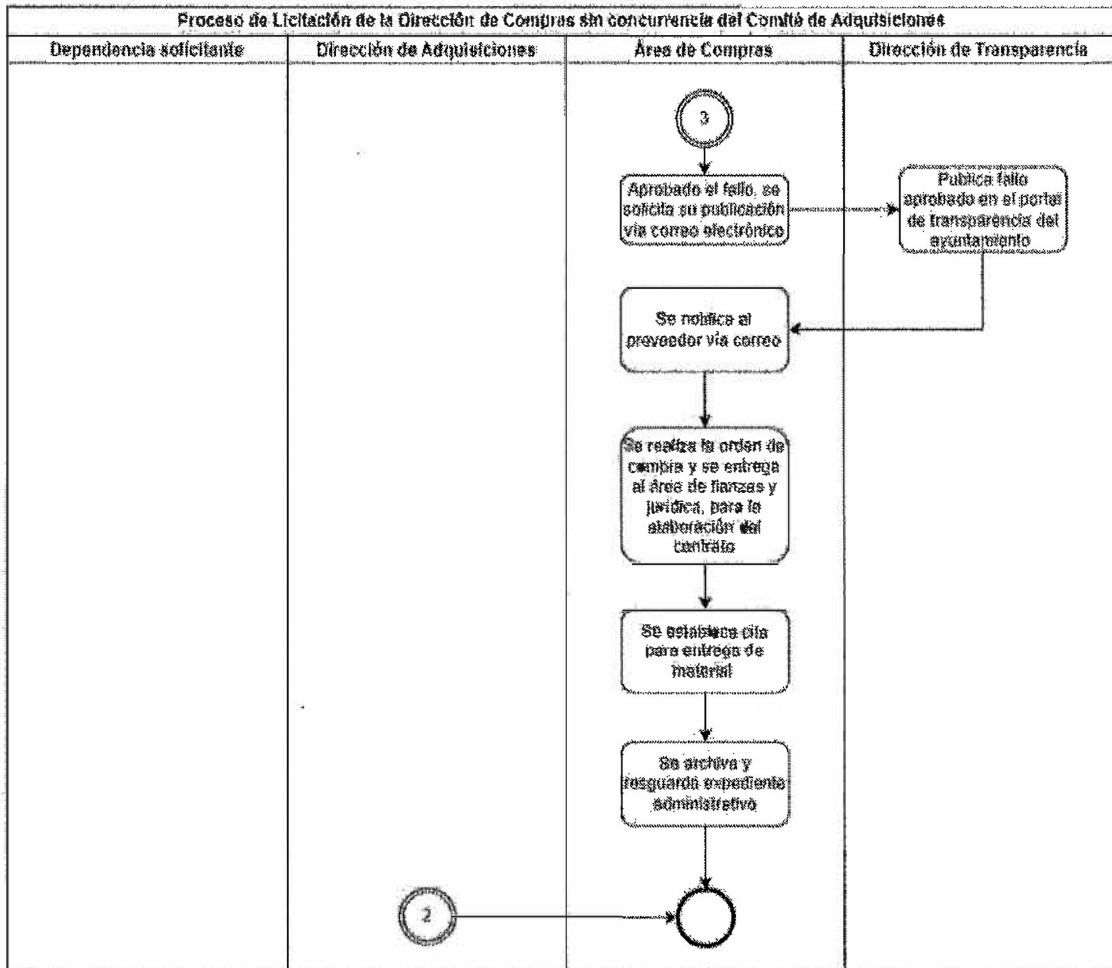 Proceso de Licitación de la Dirección de Compras sin concurrencia del Comité de Adquisiciones
Dependencia solicitante
Dirección de Adquisiciones
Área de Compras
Dirección de Transparencia
3
Aprobado el fallo, se
solicita su publicación
vía correo electrónico
Publica fallo
aprobado en el portal
de transparencia del
ayuntamiento
Se notifica al
proveedor vía correo
Se realiza la orden de
compra y se entrega
al área de fianzas y
jurídica, para la
elaboración del
contrato
Se establece cita
para entrega de
material
Se archiva y
resguarda expediente
administrativo
2